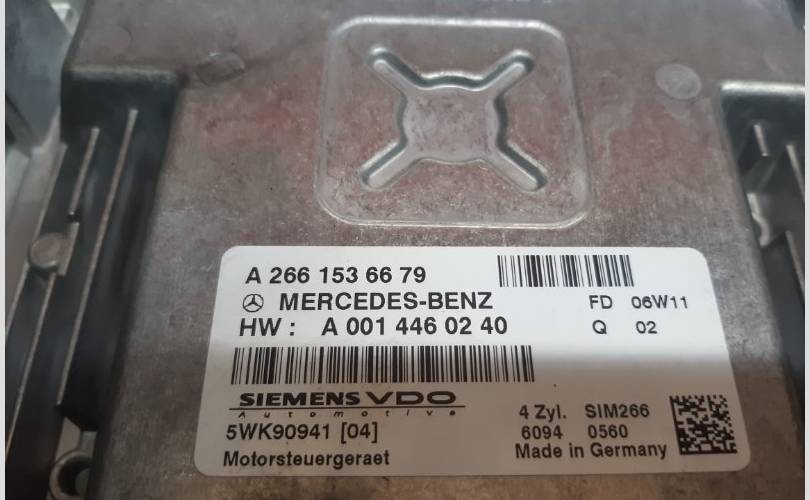 A 266 153 66 79
MERCEDES-BENZ FD 06W11
HW : A 001 446 02 40 Q 02
SIEMENS VDO
Automotive
4 Zyl. SIM266
5WK90941 [04] 6094 0560
Motorsteuergeraet Made in Germany